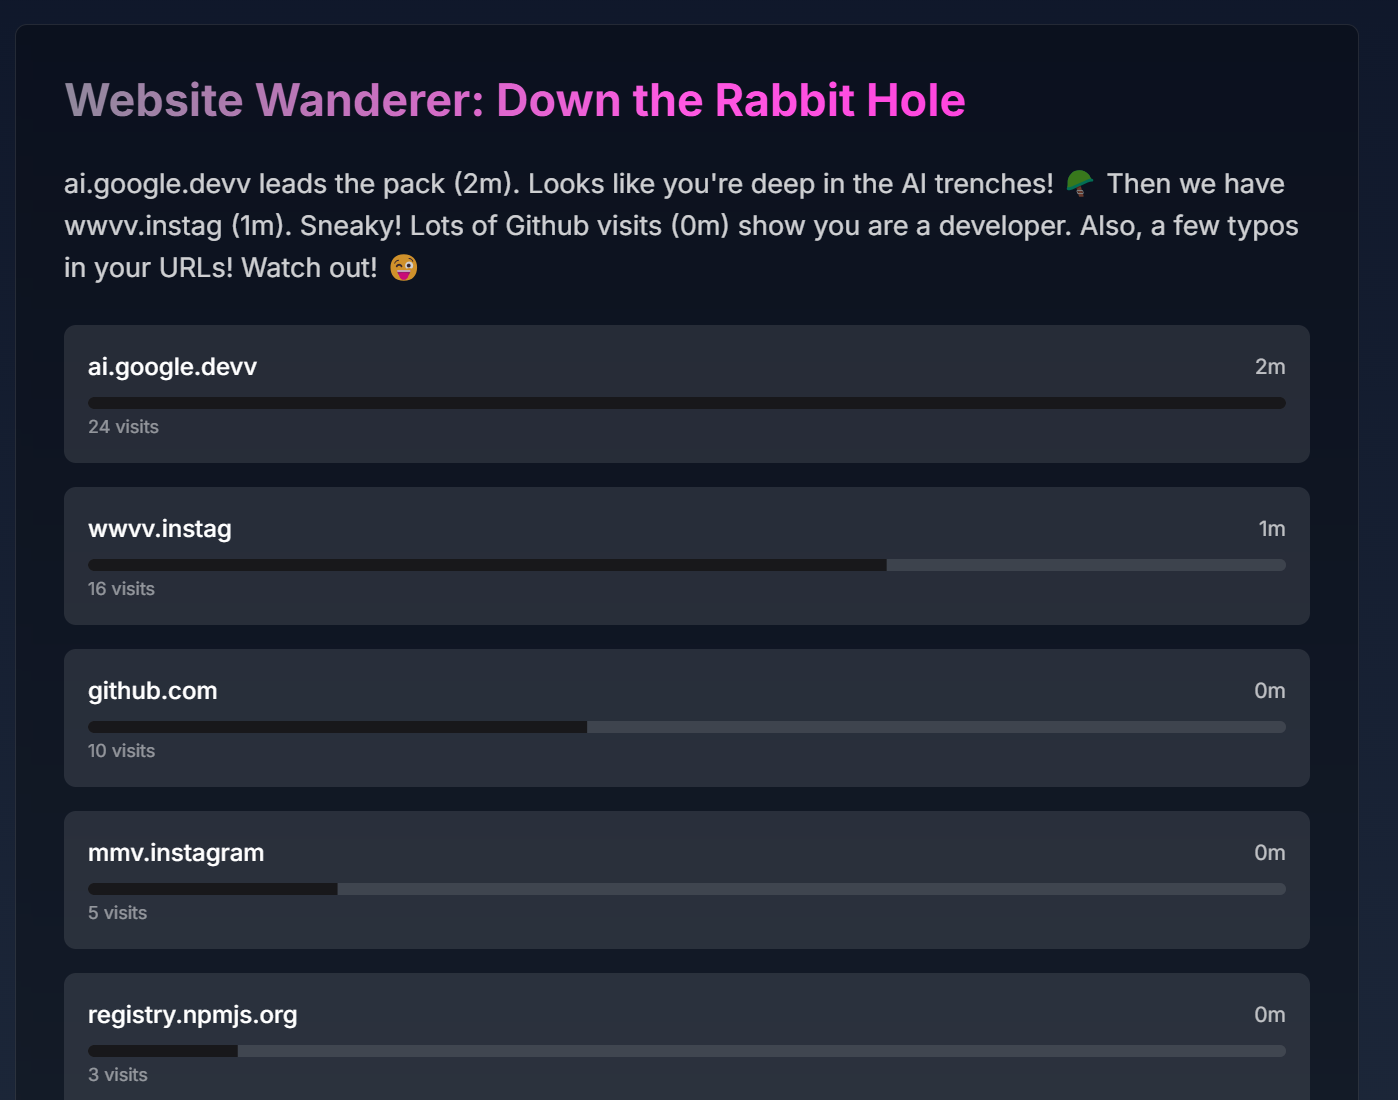 Website Wanderer: Down the Rabbit Hole
ai.google.devv leads the pack (2m). Looks like you're deep in the AI trenches! 🪖 Then we have
wwvv.instag (1m). Sneaky! Lots of Github visits (0m) show you are a developer. Also, a few typos
in your URLs! Watch out! 😜
ai.google.devv 2m
24 visits
wwvv.instag 1m
16 visits
github.com 0m
10 visits
mmv.instagram 0m
5 visits
registry.npmjs.org 0m
3 visits